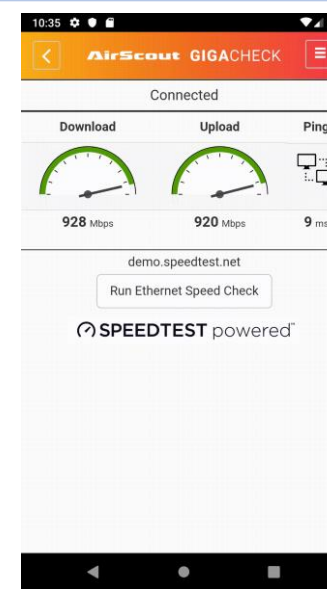 10:35
AirScout GIGACHECK
Connected
Download Upload Ping
928 Mbps 920 Mbps 9 ms
demo.speedtest.net
Run Ethernet Speed Check
SPEEDTEST powered™